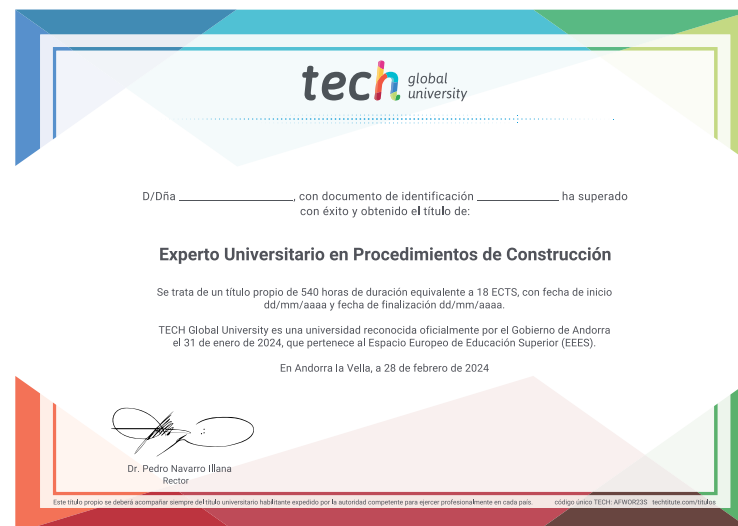 tech global university
D/Dña ____________________, con documento de identificación ______________ ha superado
con éxito y obtenido el título de:
Experto Universitario en Procedimientos de Construcción
Se trata de un título propio de 540 horas de duración equivalente a 18 ECTS, con fecha de inicio
dd/mm/aaaa y fecha de finalización dd/mm/aaaa.
TECH Global University es una universidad reconocida oficialmente por el Gobierno de Andorra
el 31 de enero de 2024, que pertenece al Espacio Europeo de Educación Superior (EEES).
En Andorra la Vella, a 28 de febrero de 2024
Dr. Pedro Navarro Illana
Rector
Este título propio se deberá acompañar siempre del título universitario habilitante expedido por la autoridad competente para ejercer profesionalmente en cada país. código único TECH: AFWOR23S techtitute.com/titulos